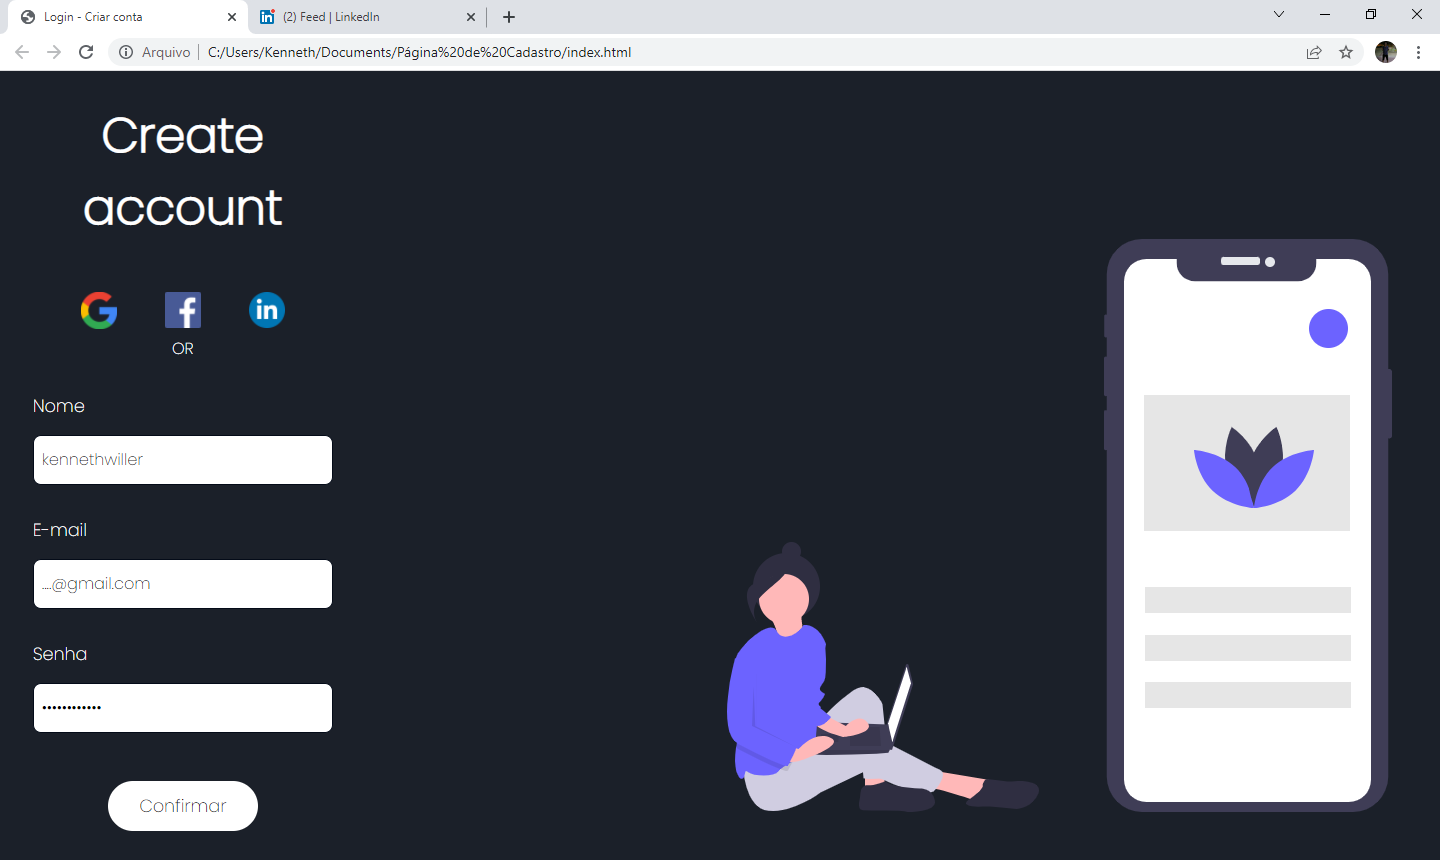 Login - Criar conta
(2) Feed | LinkedIn
Arquivo | C:/Users/Kenneth/Documents/Página%20de%20Cadastro/index.html
Create
account
in
OR
Nome
kennethwiller
E-mail
....@gmail.com
Senha
••••••••••••
Confirmar